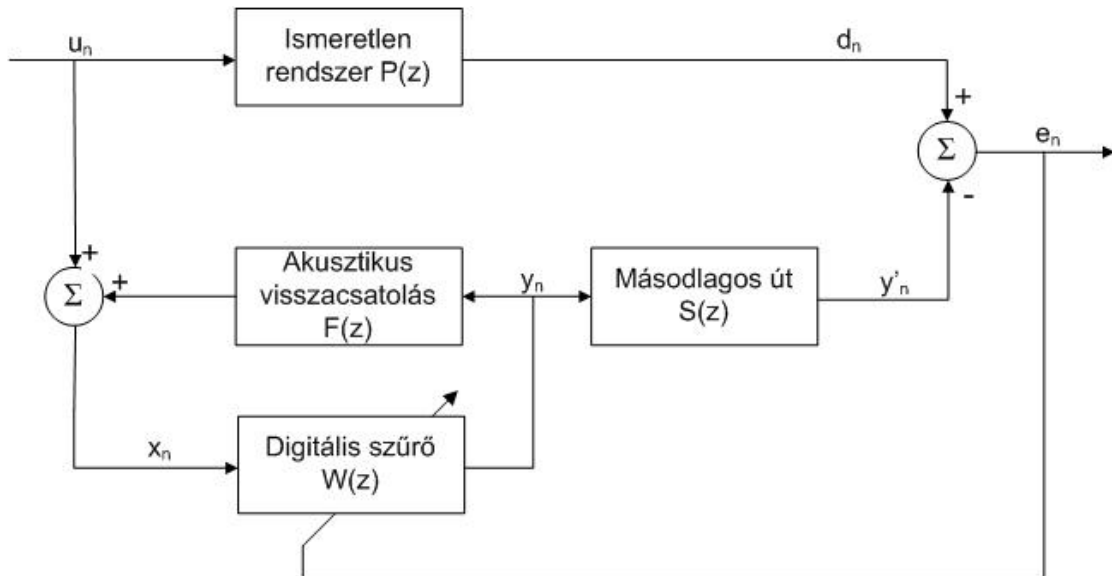 uₙ
Ismeretlen
rendszer P(z)
dₙ
+
Σ
eₙ
-
+
Σ
+
Akusztikus
visszacsatolás
F(z)
yₙ
Másodlagos út
S(z)
y'ₙ
xₙ
Digitális szűrő
W(z)